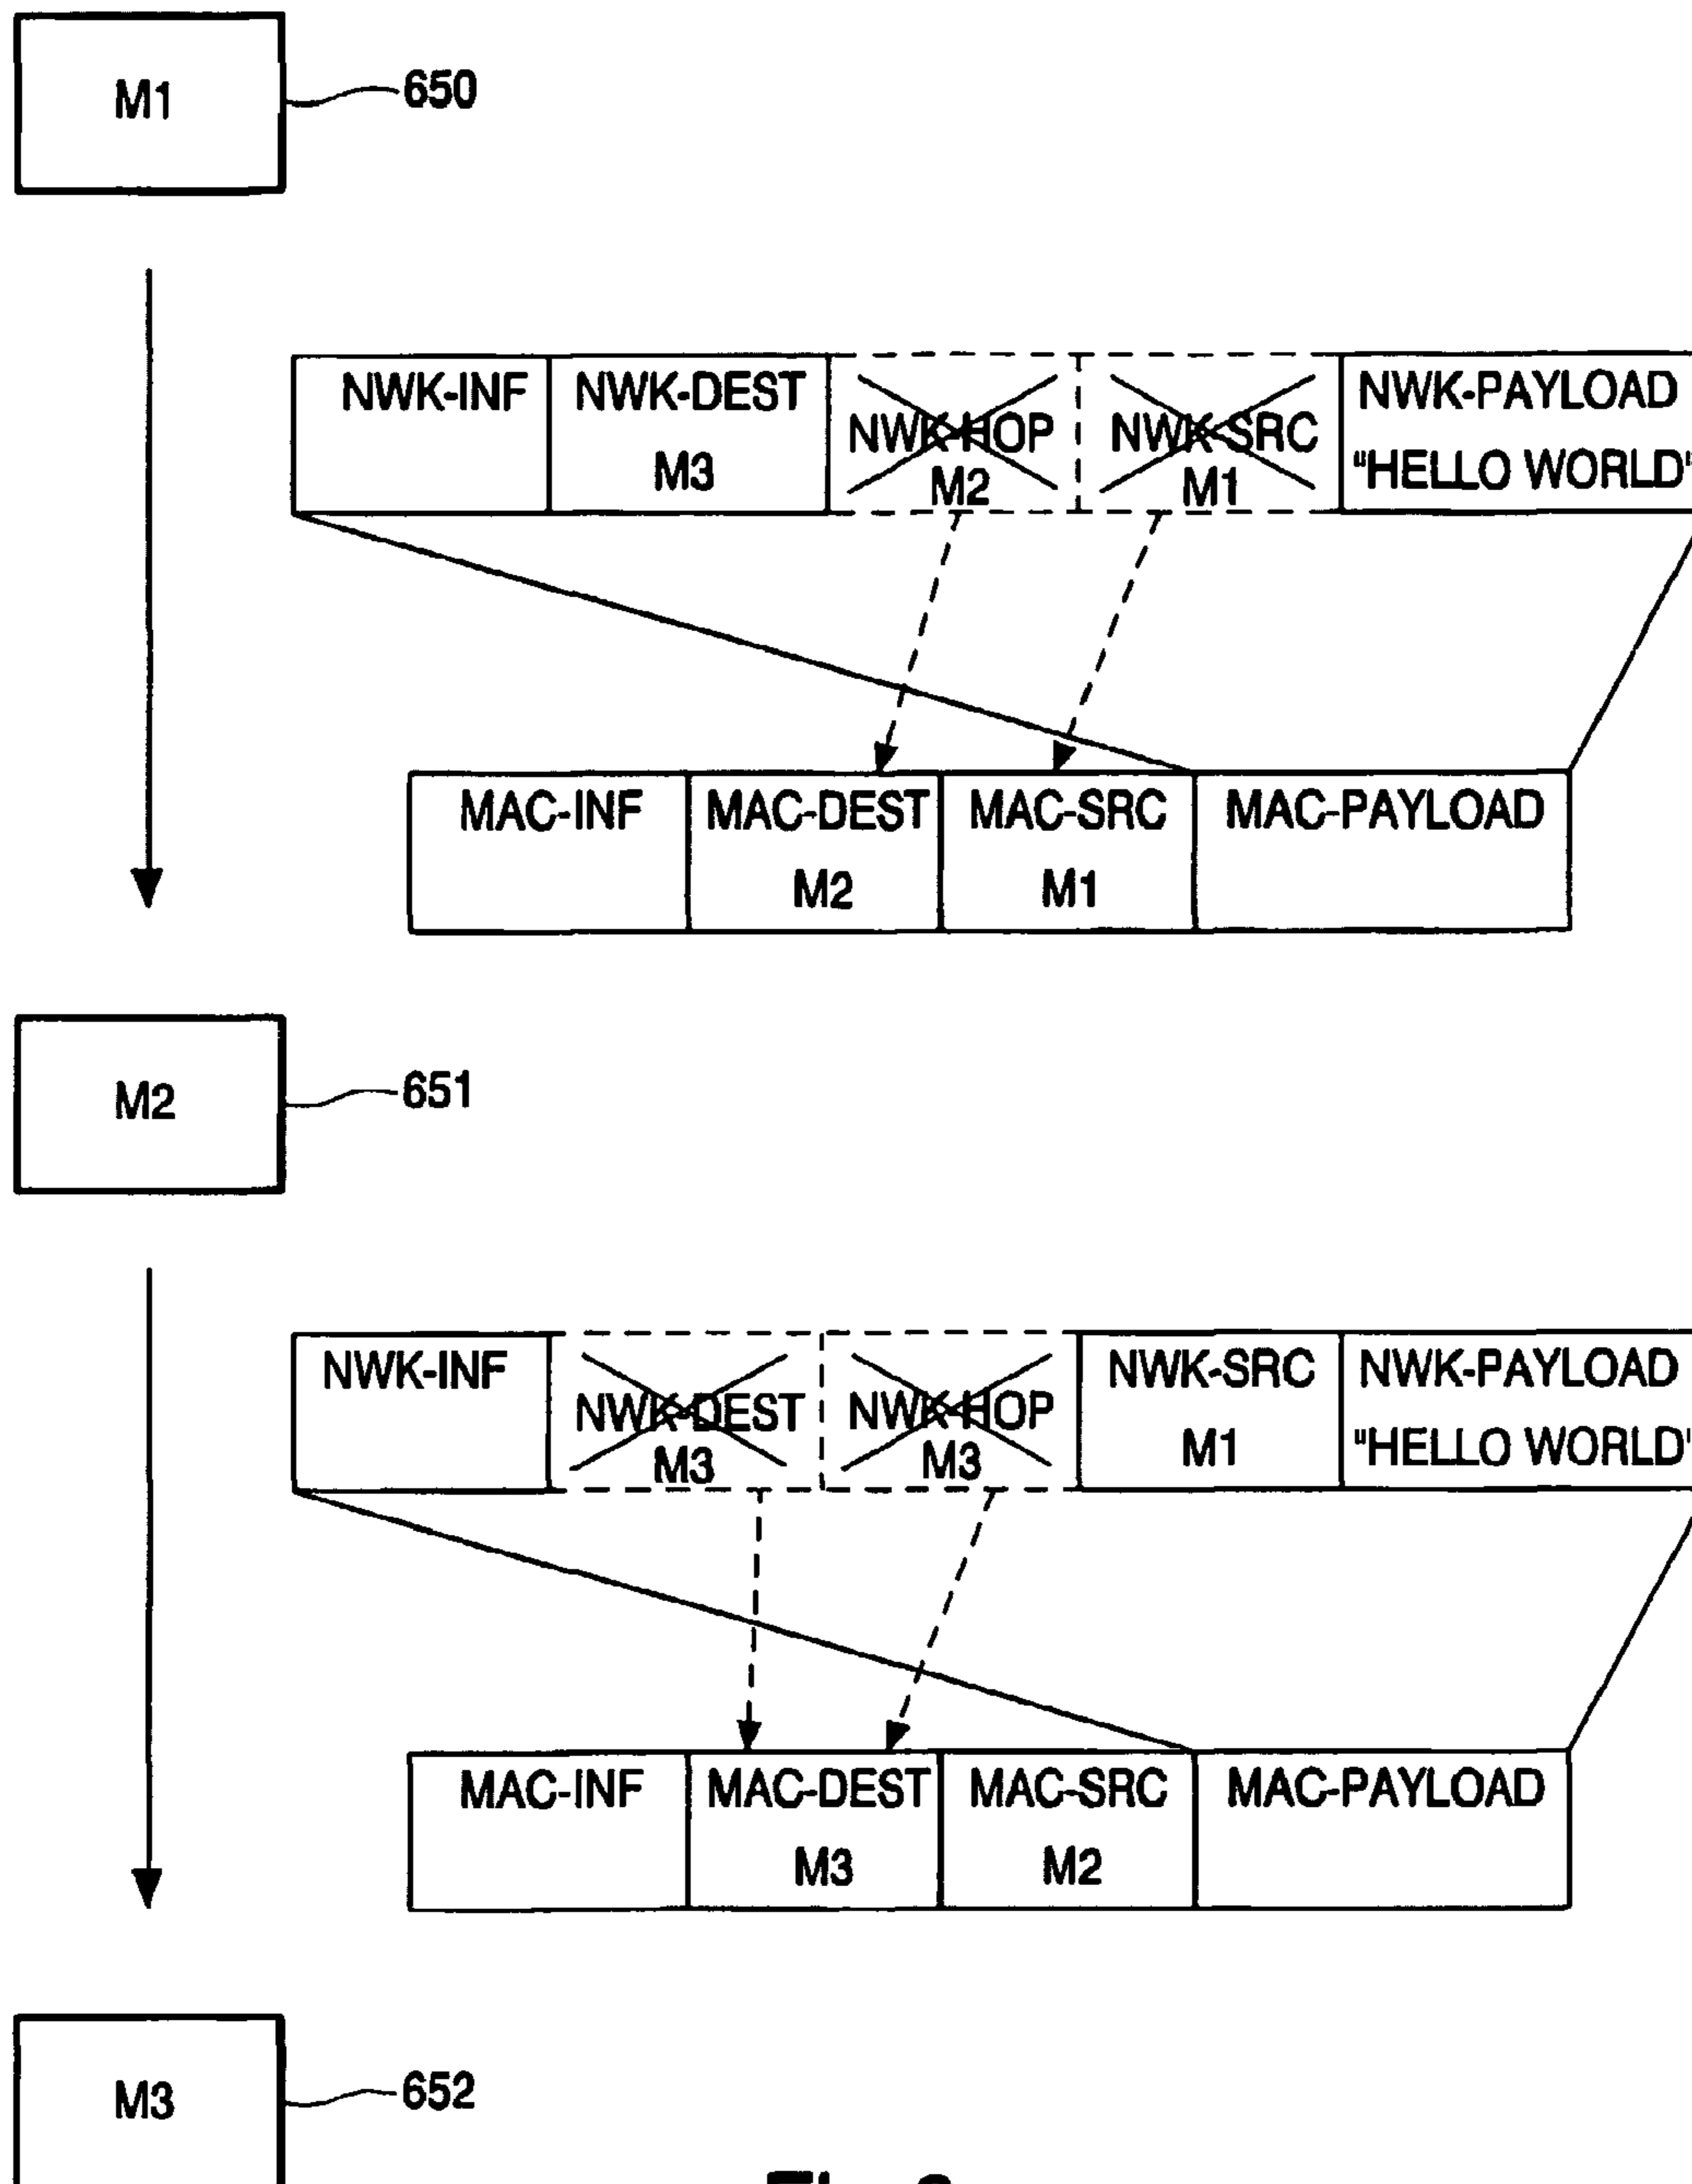 M1
650
NWK-INF NWK-DEST NWK-HOP NWK-SRC NWK-PAYLOAD
M3 M2 M1 "HELLO WORLD"
MAC-INF MAC-DEST MAC-SRC MAC-PAYLOAD
M2 M1
M2
651
NWK-INF NWK-DEST NWK-HOP NWK-SRC NWK-PAYLOAD
M3 M3 M1 "HELLO WORLD"
MAC-INF MAC-DEST MAC-SRC MAC-PAYLOAD
M3 M2
M3
652